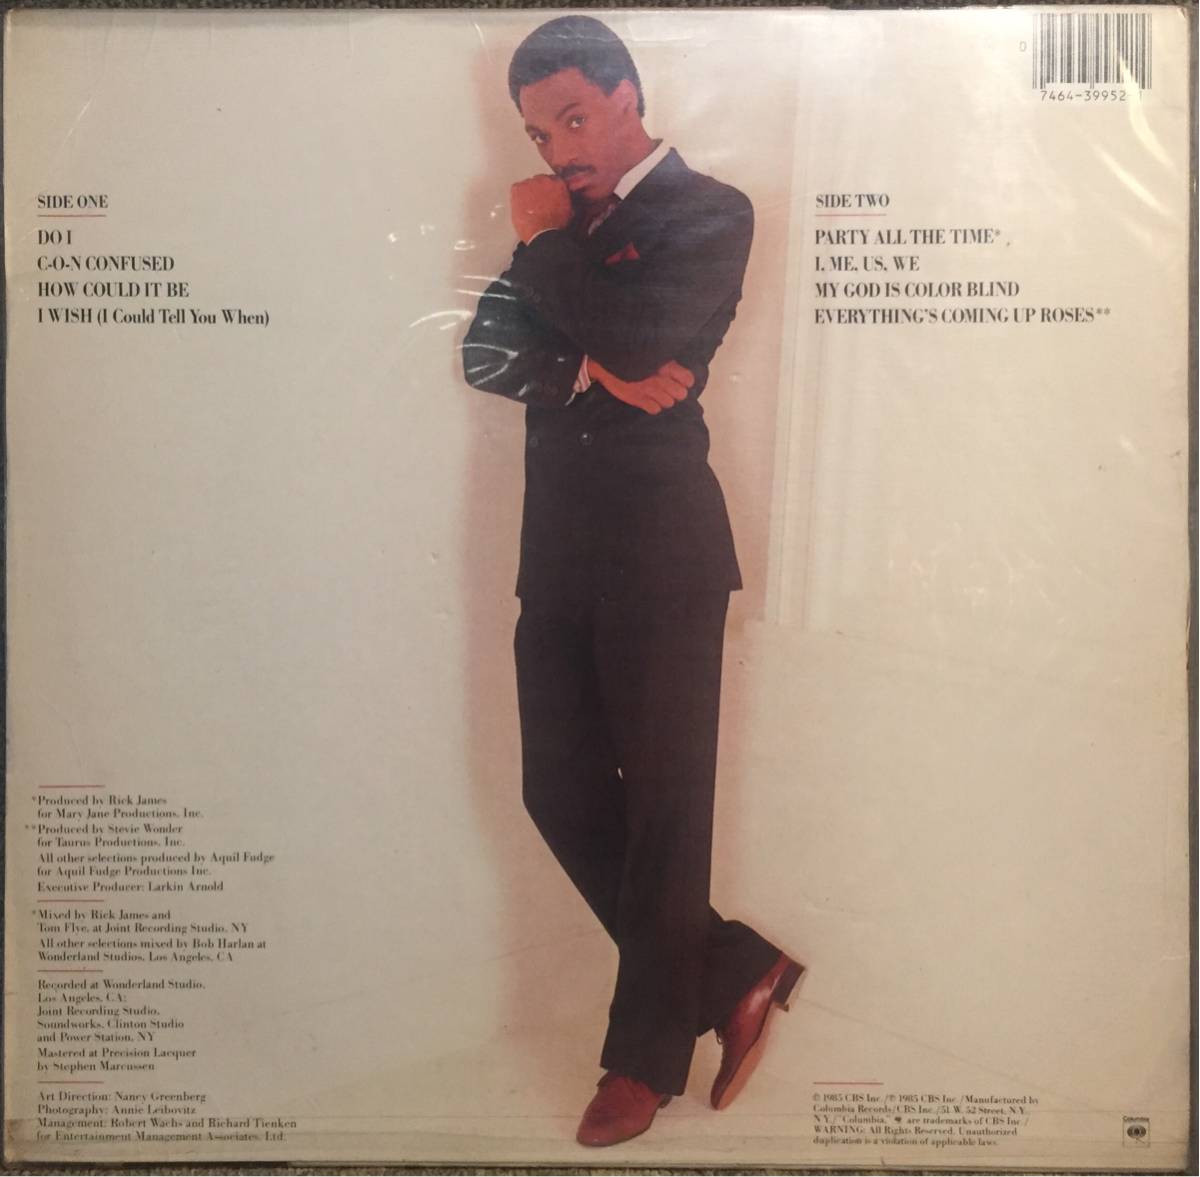 0
7464-39952-1
SIDE ONE
DO I
C-O-N CONFUSED
HOW COULD IT BE
I WISH (I Could Tell You When)
SIDE TWO
PARTY ALL THE TIME*
I, ME, US, WE
MY GOD IS COLOR BLIND
EVERYTHING'S COMING UP ROSES**
*Produced by Rick James
for Mary Jane Productions, Inc.
**Produced by Stevie Wonder
for Taurus Productions, Inc.
All other selections produced by Aquil Fudge
for Aquil Fudge Productions Inc.
Executive Producer: Larkin Arnold
*Mixed by Rick James and
Tom Flye, at Joint Recording Studio, NY
All other selections mixed by Bob Harlan at
Wonderland Studios, Los Angeles, CA
Recorded at Wonderland Studio,
Los Angeles, CA;
Joint Recording Studio,
Soundworks, Clinton Studio
and Power Station, NY
Mastered at Precision Lacquer
by Stephen Marcussen
Art Direction: Nancy Greenberg
Photography: Annie Leibovitz
Management: Robert Wachs and Richard Tienken
for Entertainment Management Associates, Ltd.
© 1985 CBS Inc./℗ 1985 CBS Inc./Manufactured by
Columbia Records/CBS Inc./51 W. 52 Street, N.Y.,
N.Y./"Columbia," are trademarks of CBS Inc./
WARNING: All Rights Reserved. Unauthorized
duplication is a violation of applicable laws.
Columbia